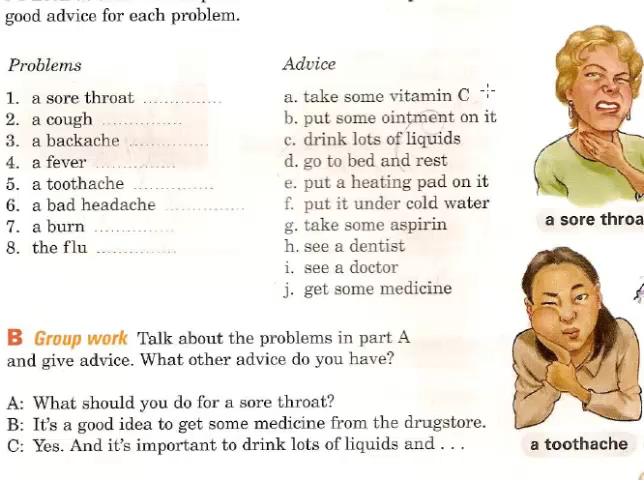 good advice for each problem.
Problems
1. a sore throat ...............
2. a cough ...............
3. a backache ...............
4. a fever ...............
5. a toothache ...............
6. a bad headache ...............
7. a burn ...............
8. the flu ...............
Advice
a. take some vitamin C
b. put some ointment on it
c. drink lots of liquids
d. go to bed and rest
e. put a heating pad on it
f. put it under cold water
g. take some aspirin
h. see a dentist
i. see a doctor
j. get some medicine
a sore throa
B Group work Talk about the problems in part A
and give advice. What other advice do you have?
A: What should you do for a sore throat?
B: It's a good idea to get some medicine from the drugstore.
C: Yes. And it's important to drink lots of liquids and . . .
a toothache